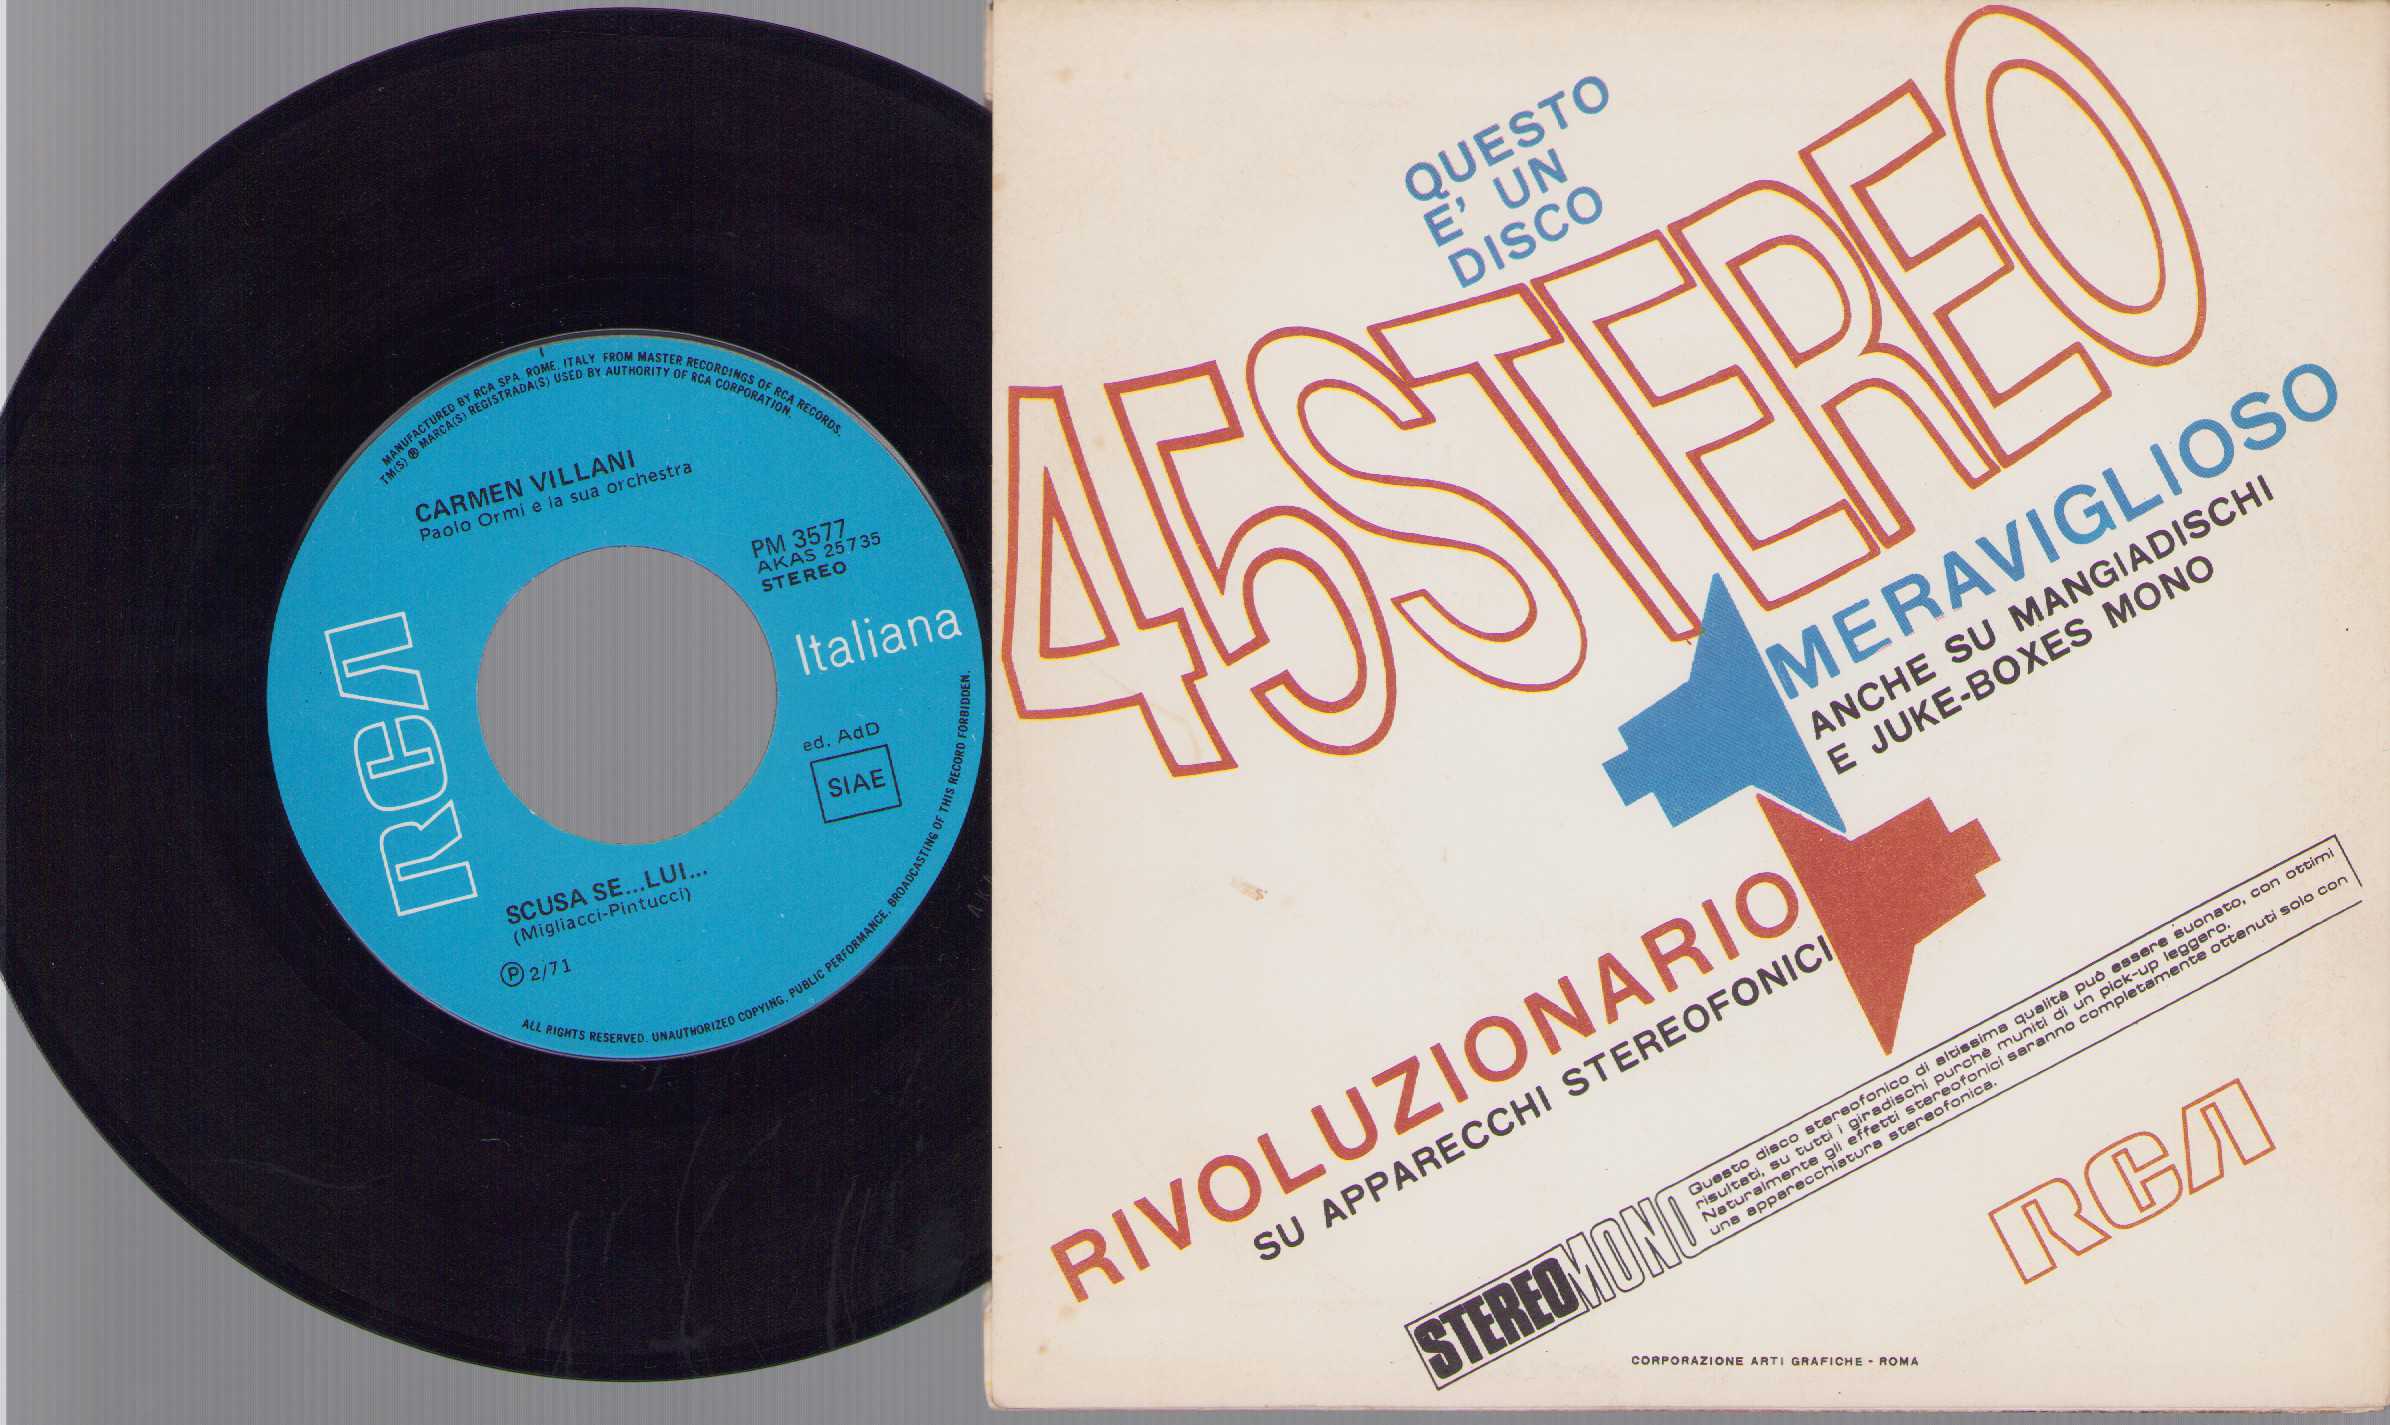 MANUFACTURED BY RCA SPA. ROME. ITALY. FROM MASTER RECORDINGS OF RCA RECORDS.
TM(S) ® MARCA(S) REGISTRADA(S) USED BY AUTHORITY OF RCA CORPORATION.
CARMEN VILLANI
Paolo Ormi e la sua orchestra
PM 3577
AKAS 25735
STEREO
RCA
Italiana
ed. AdD
SIAE
SCUSA SE...LUI...
(Migliacci-Pintucci)
Ⓟ 2/71
ALL RIGHTS RESERVED. UNAUTHORIZED COPYING. PUBLIC PERFORMANCE. BROADCASTING OF THIS RECORD FORBIDDEN.
QUESTO
E' UN
DISCO
45STEREO
MERAVIGLIOSO
ANCHE SU MANGIADISCHI
E JUKE-BOXES MONO
RIVOLUZIONARIO
SU APPARECCHI STEREOFONICI
STEREOMONO
Questo disco stereofonico di altissima qualità può essere suonato, con ottimi
risultati, su tutti i giradischi purchè muniti di un pick-up leggero.
Naturalmente gli effetti stereofonici saranno completamente ottenuti solo con
una apparecchiatura stereofonica.
RCA
CORPORAZIONE ARTI GRAFICHE - ROMA